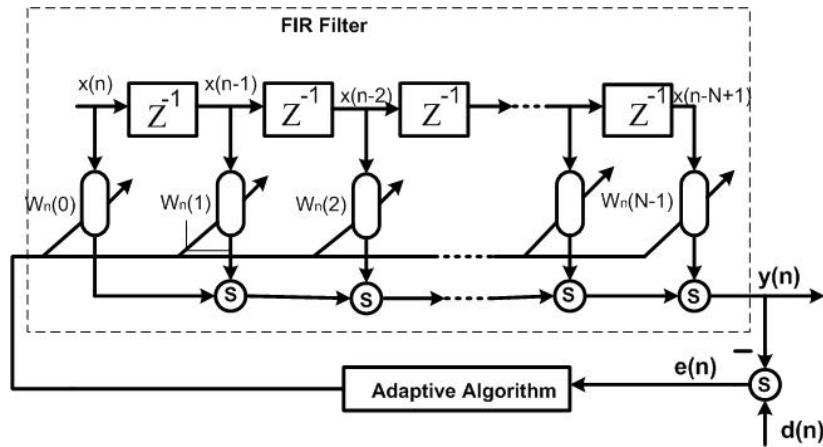 FIR Filter
x(n) x(n-1) x(n-2) x(n-N+1)
Z-1 Z-1 Z-1 Z-1
Wn(0) Wn(1) Wn(2) Wn(N-1)
S S S S y(n)
−
Adaptive Algorithm e(n) S
d(n)